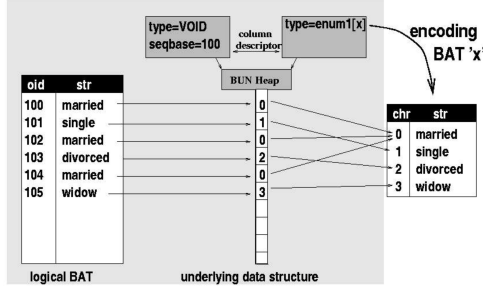 type=VOID
seqbase=100
column
descriptor
type=enum1[x]
encoding
BAT 'x'
BUN Heap
oid str
100 married
101 single
102 married
103 divorced
104 married
105 widow
0
1
0
2
0
3
chr str
0 married
1 single
2 divorced
3 widow
logical BAT
underlying data structure